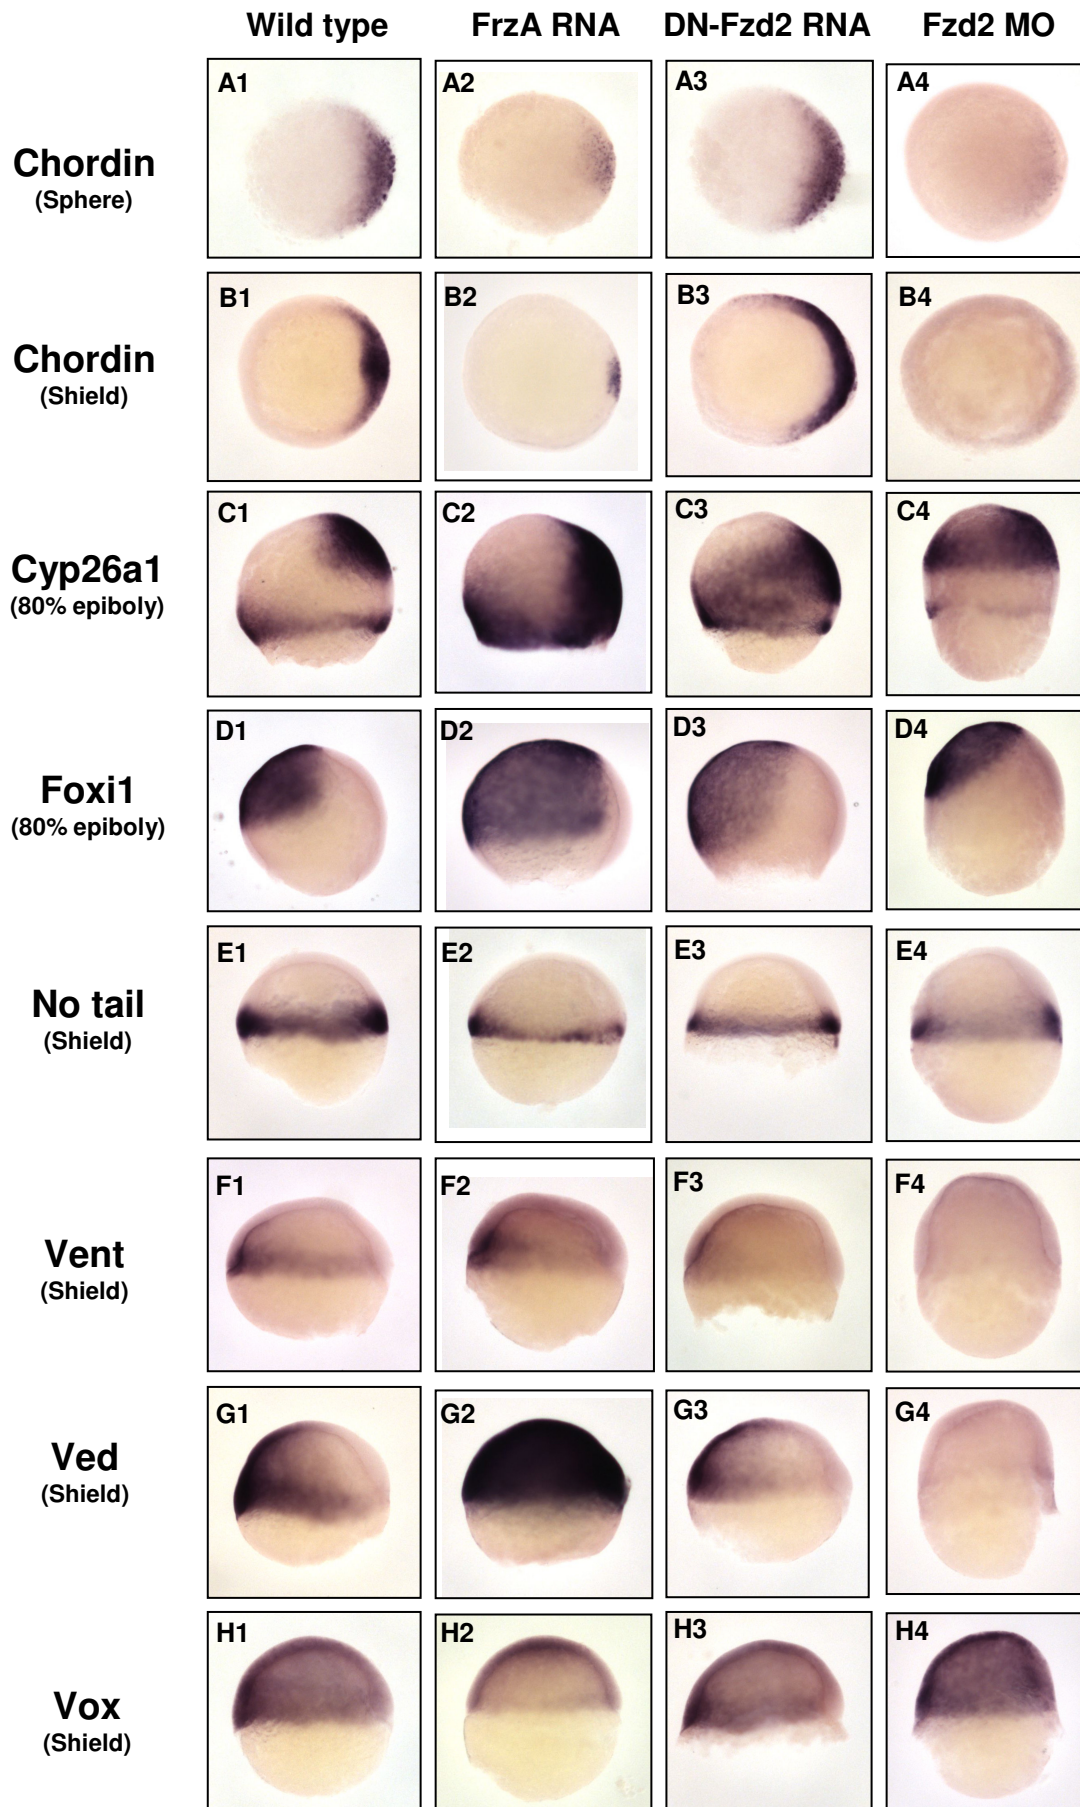 Wild type FrzA RNA DN-Fzd2 RNA Fzd2 MO
A1 A2 A3 A4
Chordin
(Sphere)
B1 B2 B3 B4
Chordin
(Shield)
C1 C2 C3 C4
Cyp26a1
(80% epiboly)
D1 D2 D3 D4
Foxi1
(80% epiboly)
E1 E2 E3 E4
No tail
(Shield)
F1 F2 F3 F4
Vent
(Shield)
G1 G2 G3 G4
Ved
(Shield)
H1 H2 H3 H4
Vox
(Shield)